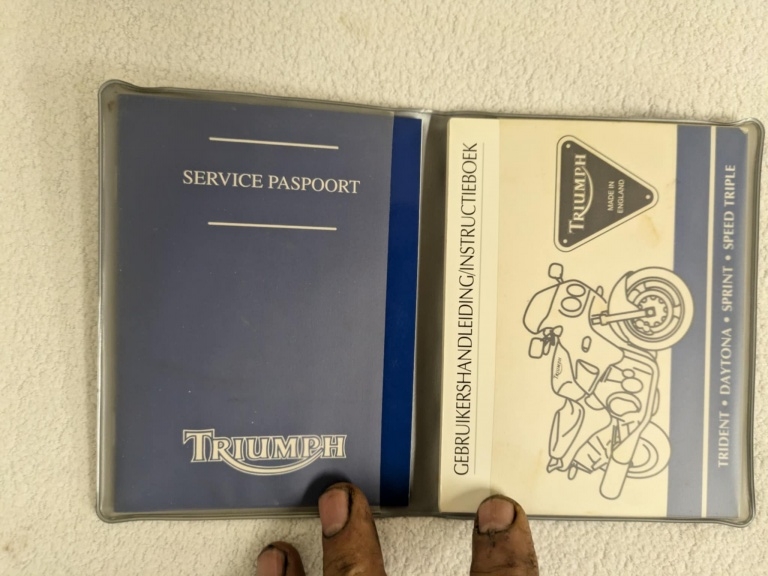 SERVICE PASPOORT
TRIUMPH
GEBRUIKERSHANDLEIDING/INSTRUCTIEBOEK
TRIUMPH
MADE IN
ENGLAND
TRIDENT • DAYTONA • SPRINT • SPEED TRIPLE